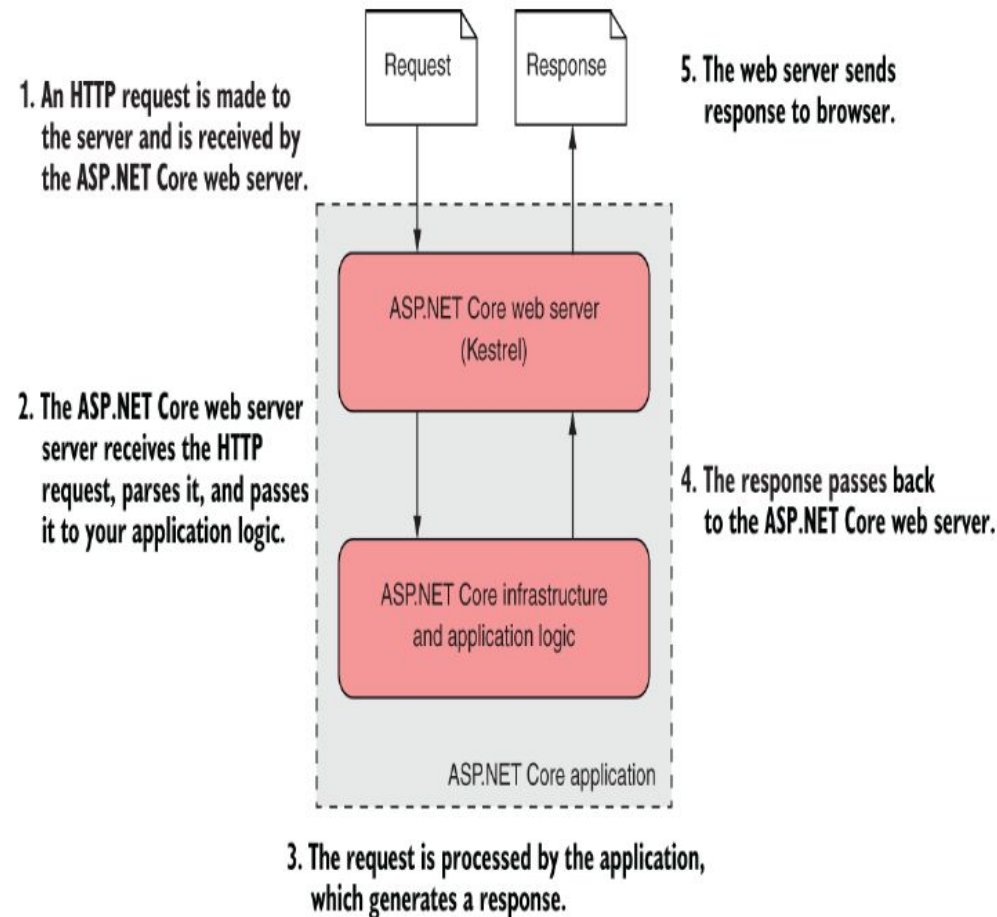 Request
Response
1. An HTTP request is made to
the server and is received by
the ASP.NET Core web server.
5. The web server sends
response to browser.
ASP.NET Core web server
(Kestrel)
2. The ASP.NET Core web server
server receives the HTTP
request, parses it, and passes
it to your application logic.
4. The response passes back
to the ASP.NET Core web server.
ASP.NET Core infrastructure
and application logic
ASP.NET Core application
3. The request is processed by the application,
which generates a response.